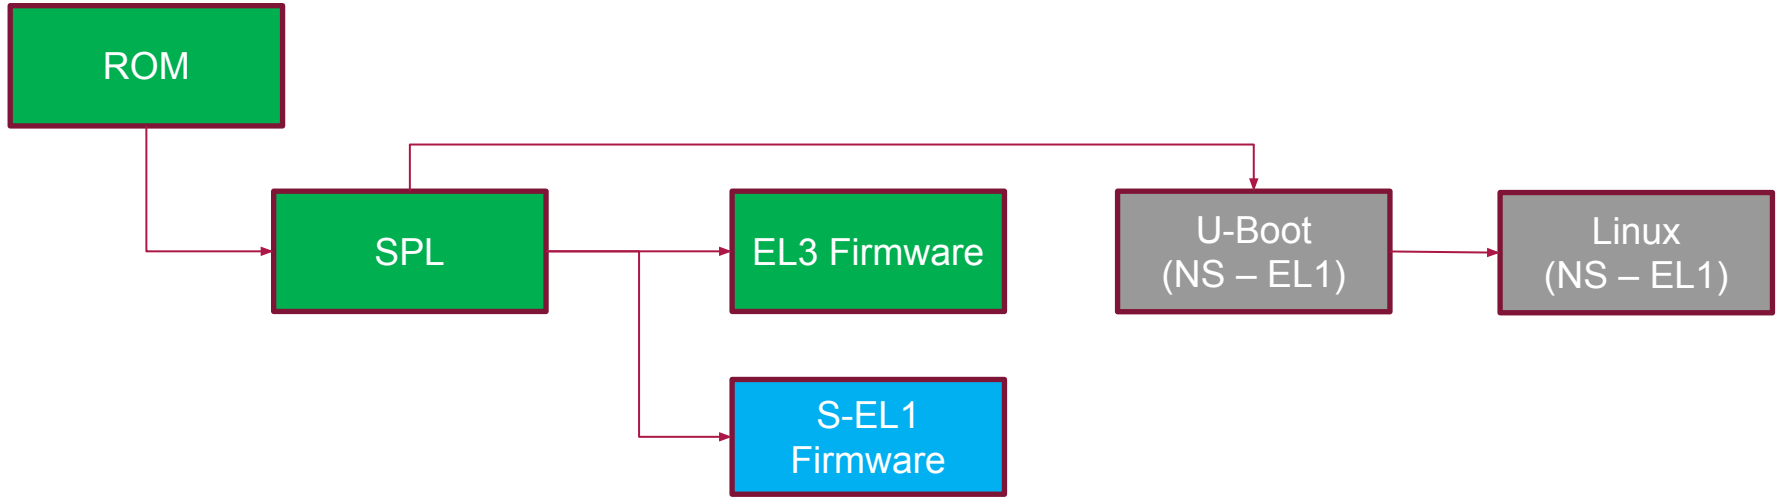 ROM
SPL
EL3 Firmware
U-Boot
(NS – EL1)
Linux
(NS – EL1)
S-EL1
Firmware